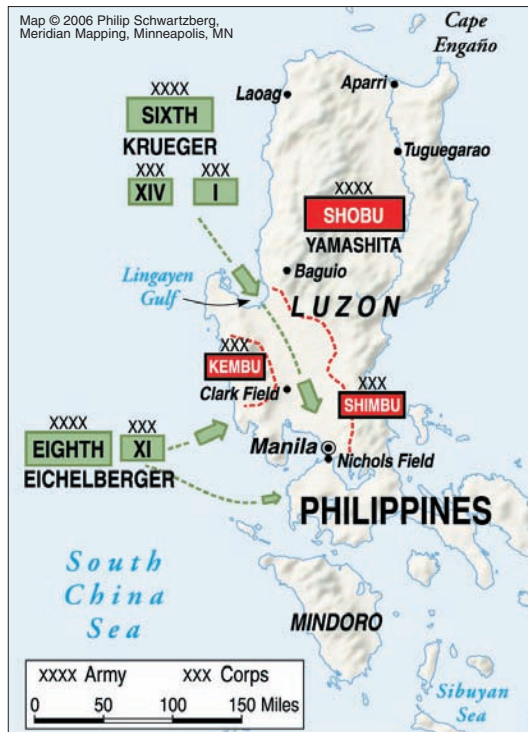 Map © 2006 Philip Schwartzberg,
Meridian Mapping, Minneapolis, MN
Cape
Engaño
Laoag
Aparri
XXXX
SIXTH
KRUEGER
XXX
XIV
XXX
I
Tuguegarao
XXXX
SHOBU
YAMASHITA
Baguio
Lingayen
Gulf
LUZON
XXX
KEMBU
Clark Field
XXX
SHIMBU
XXXX
EIGHTH
XXX
XI
EICHELBERGER
Manila
Nichols Field
PHILIPPINES
South
China
Sea
MINDORO
Sibuyan
Sea
XXXX Army
XXX Corps
0 50 100 150 Miles